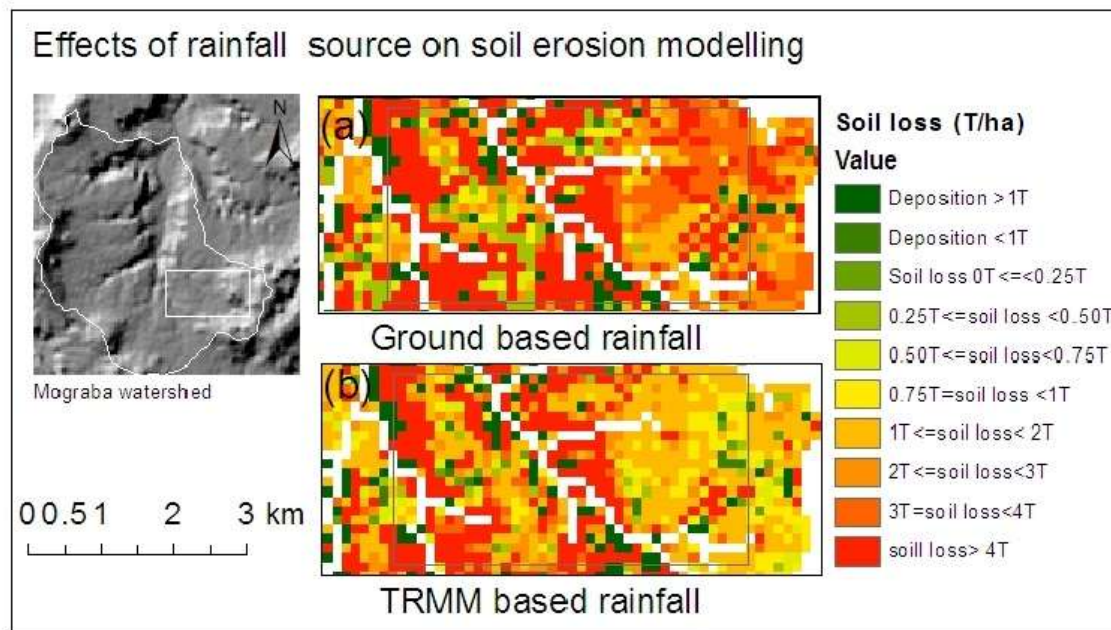 Effects of rainfall source on soil erosion modelling
N
Mograba watershed
0 0.5 1 2 3 km
(a)
Ground based rainfall
(b)
TRMM based rainfall
Soil loss (T/ha)
Value
Deposition >1T
Deposition <1T
Soil loss 0T <=<0.25T
0.25T<=soil loss <0.50T
0.50T<=soil loss<0.75T
0.75T=soil loss <1T
1T <=soil loss< 2T
2T <=soil loss<3T
3T=soil loss<4T
soill loss> 4T